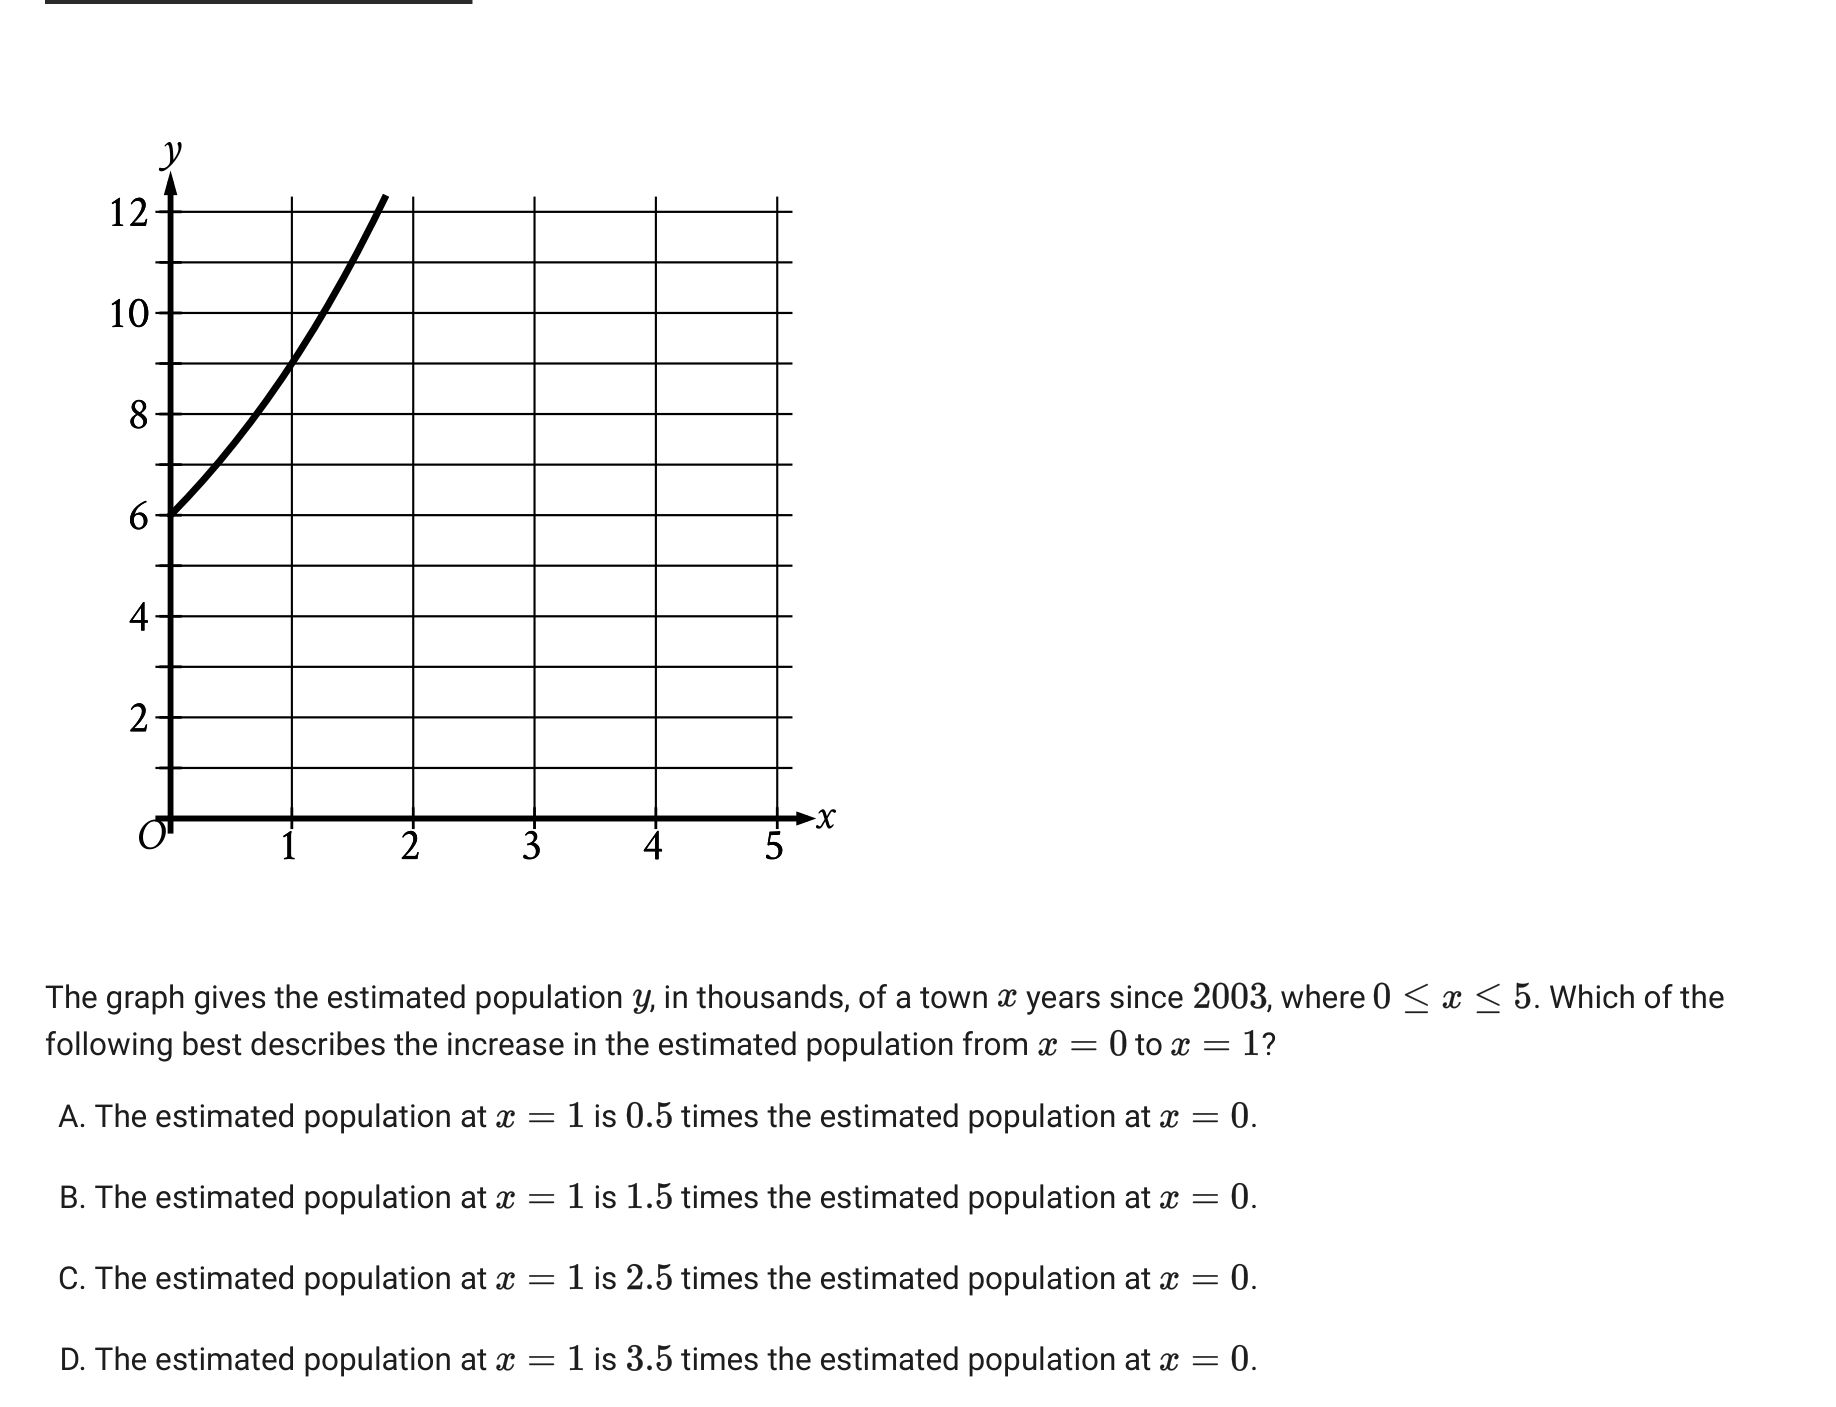 y
12
10
8
6
4
2
O
1 2 3 4 5 x
The graph gives the estimated population y, in thousands, of a town x years since 2003, where 0 ≤ x ≤ 5. Which of the
following best describes the increase in the estimated population from x = 0 to x = 1?
A. The estimated population at x = 1 is 0.5 times the estimated population at x = 0.
B. The estimated population at x = 1 is 1.5 times the estimated population at x = 0.
C. The estimated population at x = 1 is 2.5 times the estimated population at x = 0.
D. The estimated population at x = 1 is 3.5 times the estimated population at x = 0.